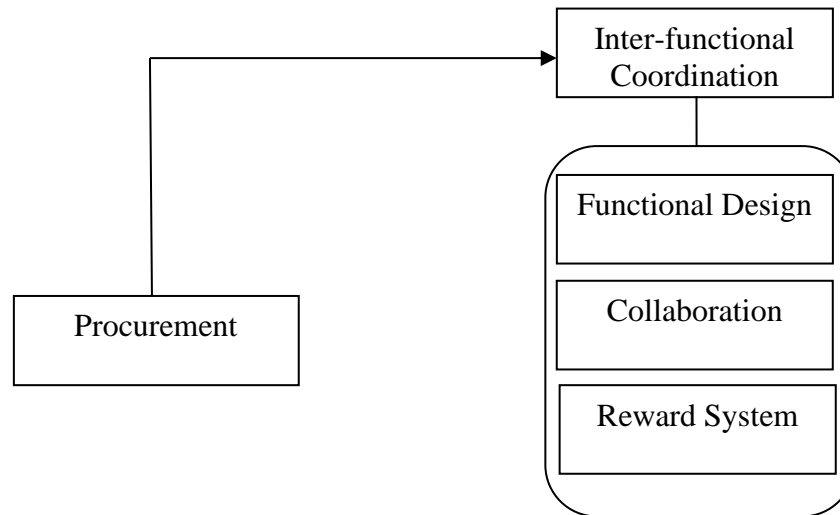 Inter-functional
Coordination
Functional Design
Collaboration
Procurement
Reward System